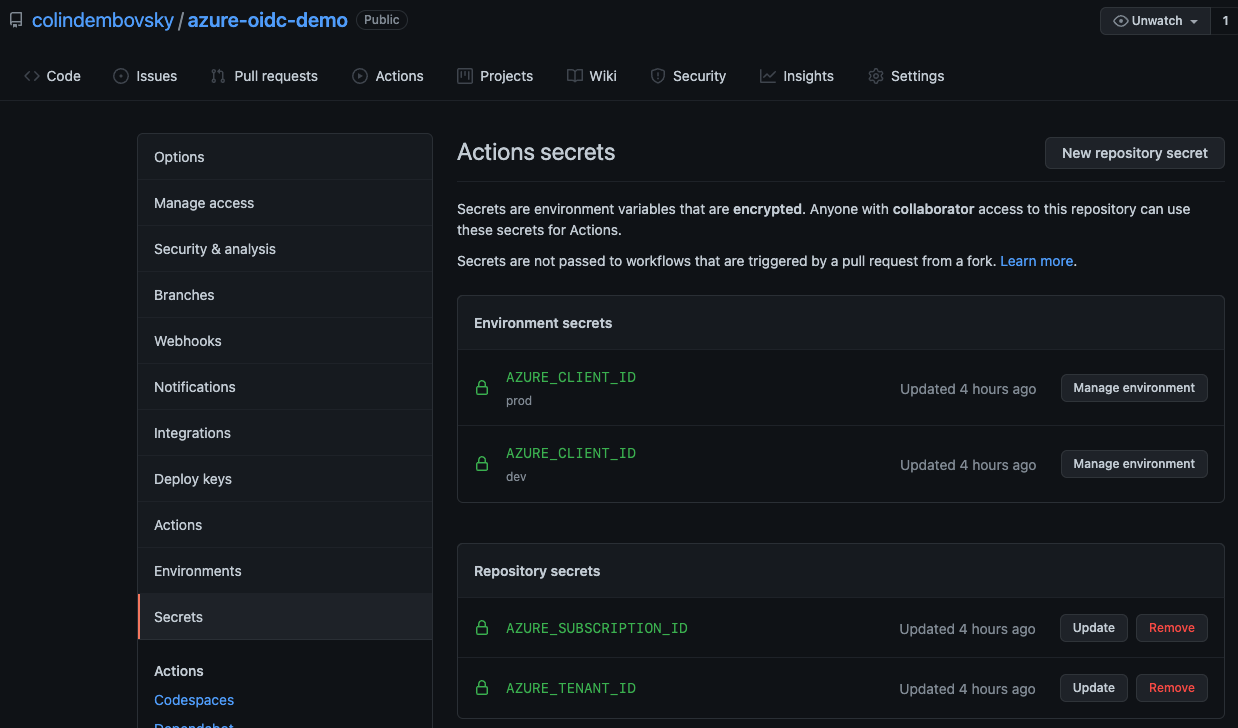 colindembovsky / azure-oidc-demo Public
Unwatch 1
Code Issues Pull requests Actions Projects Wiki Security Insights Settings
Options
Manage access
Security & analysis
Branches
Webhooks
Notifications
Integrations
Deploy keys
Actions
Environments
Secrets
Actions
Codespaces
Dependabot
Actions secrets
New repository secret
Secrets are environment variables that are encrypted. Anyone with collaborator access to this repository can use
these secrets for Actions.
Secrets are not passed to workflows that are triggered by a pull request from a fork. Learn more.
Environment secrets
AZURE_CLIENT_ID
prod
Updated 4 hours ago
Manage environment
AZURE_CLIENT_ID
dev
Updated 4 hours ago
Manage environment
Repository secrets
AZURE_SUBSCRIPTION_ID
Updated 4 hours ago
Update
Remove
AZURE_TENANT_ID
Updated 4 hours ago
Update
Remove